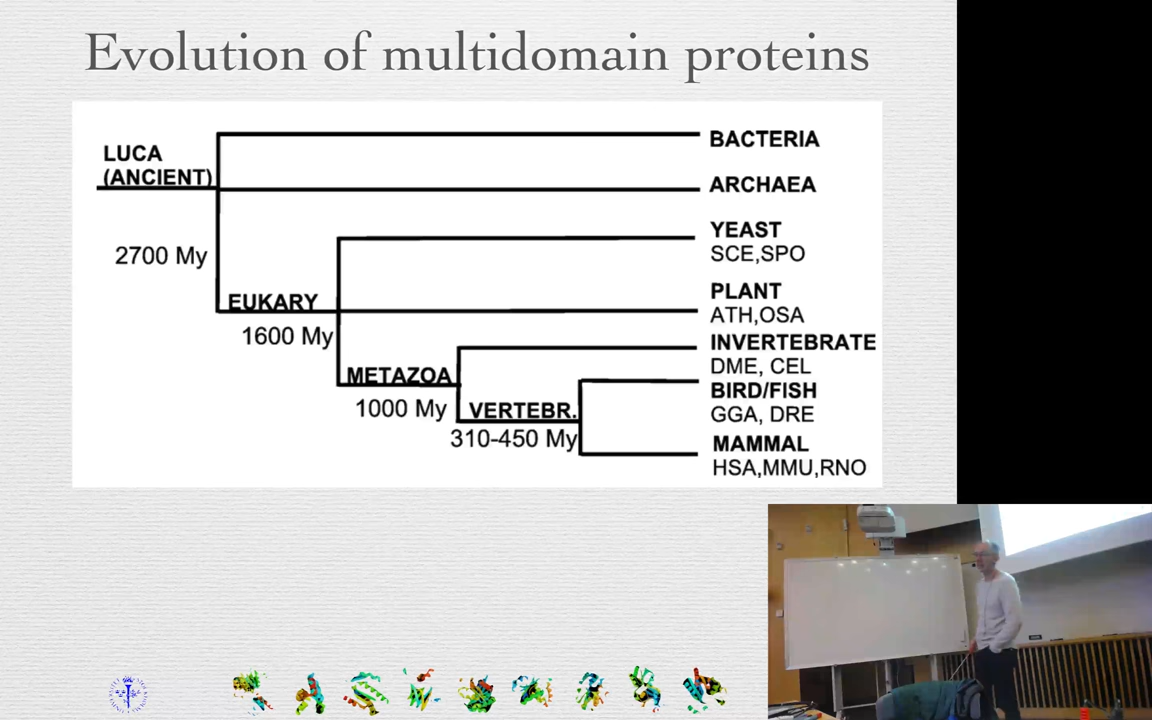 Evolution of multidomain proteins
LUCA
(ANCIENT)
2700 My
EUKARY
1600 My
METAZOA
1000 My
VERTEBR.
310-450 My
BACTERIA
ARCHAEA
YEAST
SCE,SPO
PLANT
ATH,OSA
INVERTEBRATE
DME, CEL
BIRD/FISH
GGA, DRE
MAMMAL
HSA,MMU,RNO